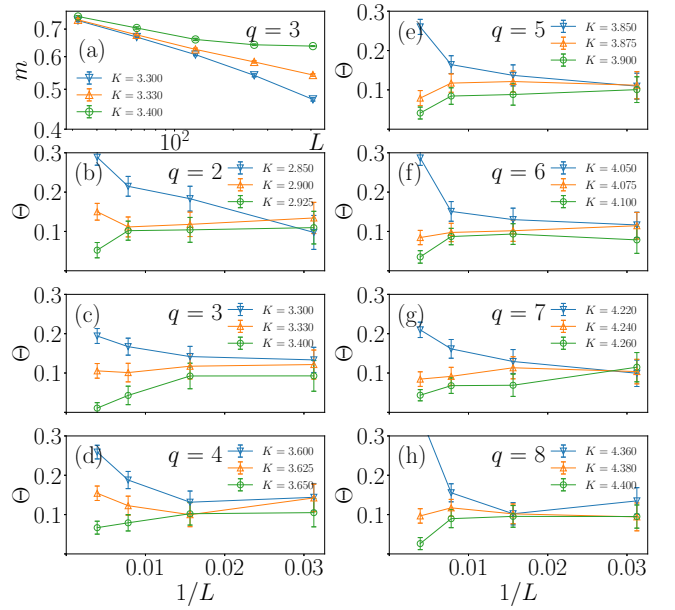 0.7
0.6
0.5
0.4
m
(a)
q = 3
K = 3.300
K = 3.330
K = 3.400
10²
L
0.3
0.2
0.1
Θ
(b)
q = 2
K = 2.850
K = 2.900
K = 2.925
0.3
0.2
0.1
Θ
(c)
q = 3
K = 3.300
K = 3.330
K = 3.400
0.3
0.2
0.1
Θ
(d)
q = 4
K = 3.600
K = 3.625
K = 3.650
0.01
0.02
0.03
1/L
0.3
0.2
0.1
Θ
(e)
q = 5
K = 3.850
K = 3.875
K = 3.900
0.3
0.2
0.1
Θ
(f)
q = 6
K = 4.050
K = 4.075
K = 4.100
0.3
0.2
0.1
Θ
(g)
q = 7
K = 4.220
K = 4.240
K = 4.260
0.3
0.2
0.1
Θ
(h)
q = 8
K = 4.360
K = 4.380
K = 4.400
0.01
0.02
0.03
1/L